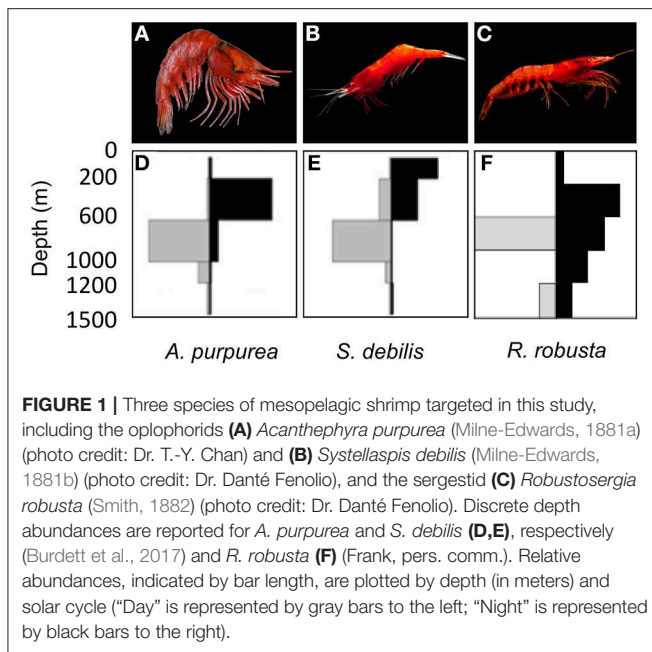 A B C
D E F
0
200
600
1000
1200
1500
Depth (m)
A. purpurea S. debilis R. robusta
FIGURE 1 | Three species of mesopelagic shrimp targeted in this study,
including the oplophorids (A) Acanthephyra purpurea (Milne-Edwards, 1881a)
(photo credit: Dr. T.-Y. Chan) and (B) Systellaspis debilis (Milne-Edwards,
1881b) (photo credit: Dr. Danté Fenolio), and the sergestid (C) Robustosergia
robusta (Smith, 1882) (photo credit: Dr. Danté Fenolio). Discrete depth
abundances are reported for A. purpurea and S. debilis (D,E), respectively
(Burdett et al., 2017) and R. robusta (F) (Frank, pers. comm.). Relative
abundances, indicated by bar length, are plotted by depth (in meters) and
solar cycle (“Day” is represented by gray bars to the left; “Night” is represented
by black bars to the right).